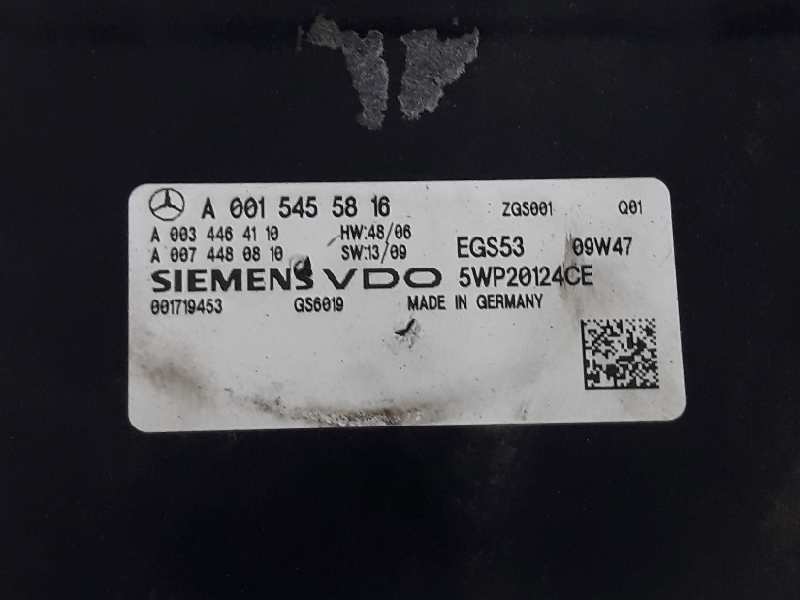 A 001 545 58 16 ZGS001 Q01
A 003 446 41 10 HW:48/06
A 007 448 08 10 SW:13/09 EGS53 09W47
SIEMENS VDO 5WP20124CE
001719453 GS6019 MADE IN GERMANY